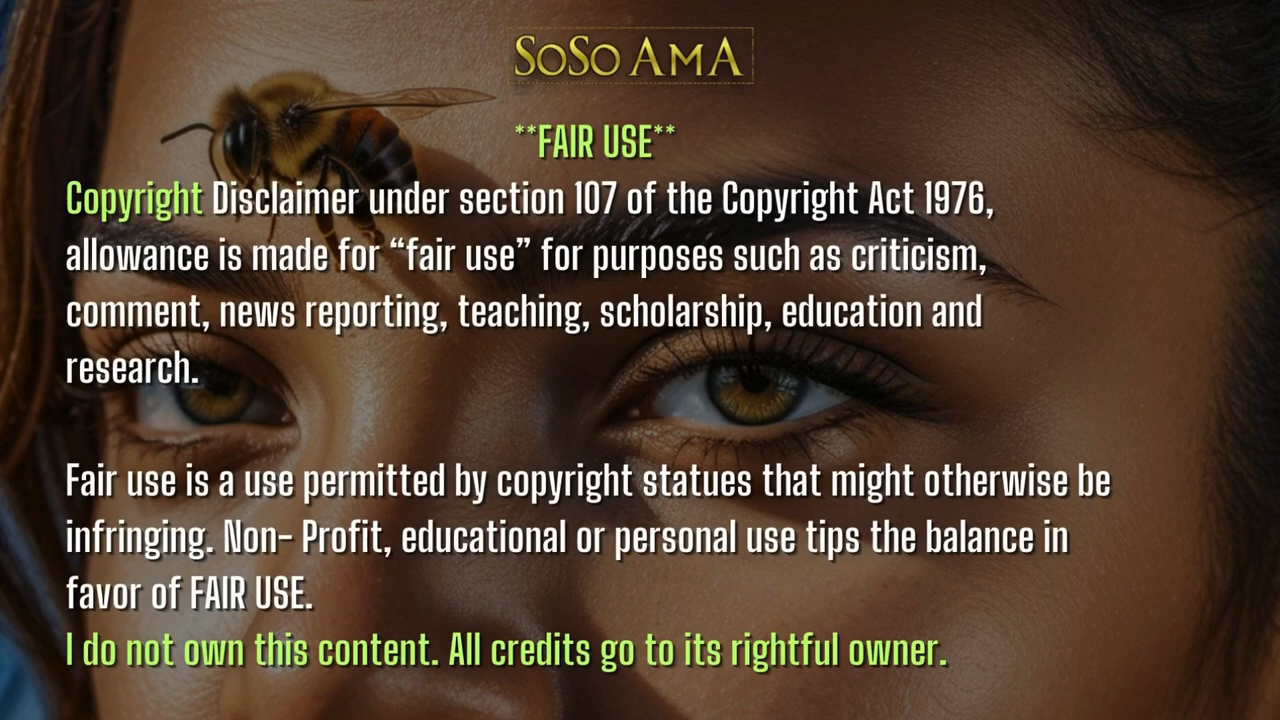 SoSo AmA
**FAIR USE**
Copyright Disclaimer under section 107 of the Copyright Act 1976,
allowance is made for “fair use” for purposes such as criticism,
comment, news reporting, teaching, scholarship, education and
research.
Fair use is a use permitted by copyright statues that might otherwise be
infringing. Non- Profit, educational or personal use tips the balance in
favor of FAIR USE.
I do not own this content. All credits go to its rightful owner.